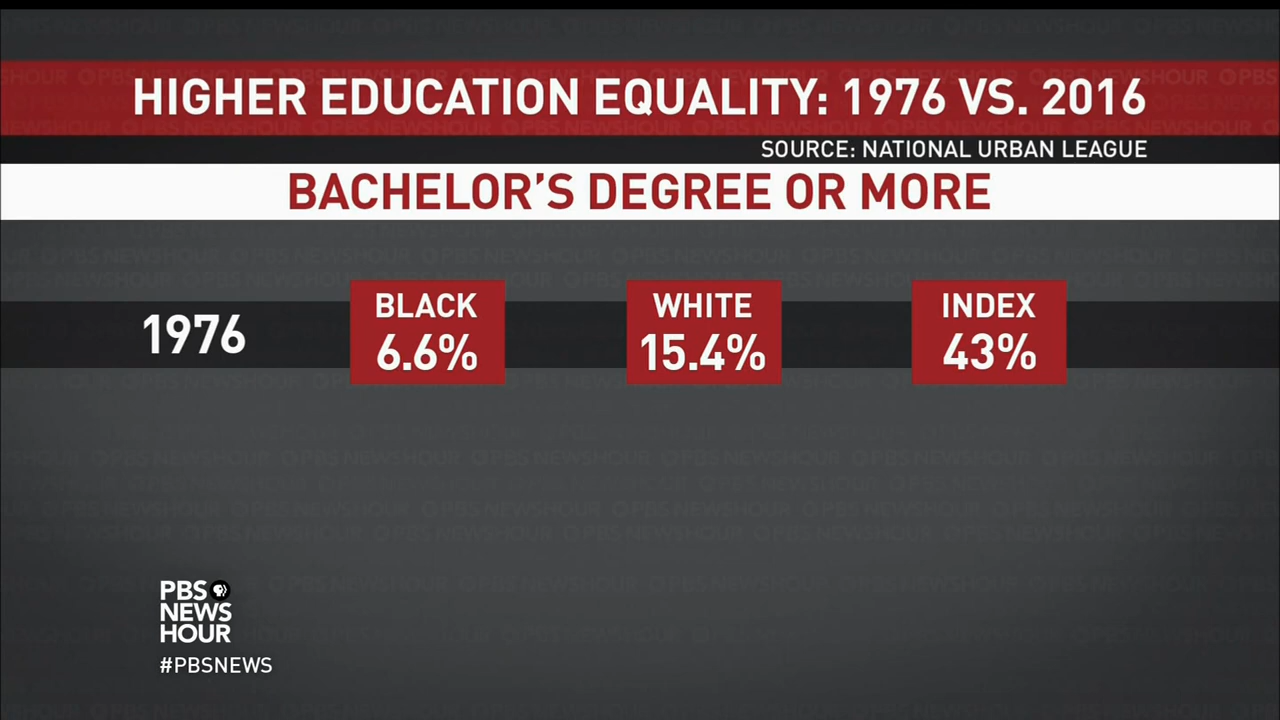 HIGHER EDUCATION EQUALITY: 1976 VS. 2016
SOURCE: NATIONAL URBAN LEAGUE
BACHELOR'S DEGREE OR MORE
1976
BLACK
6.6%
WHITE
15.4%
INDEX
43%
PBS
NEWS
HOUR
#PBSNEWS